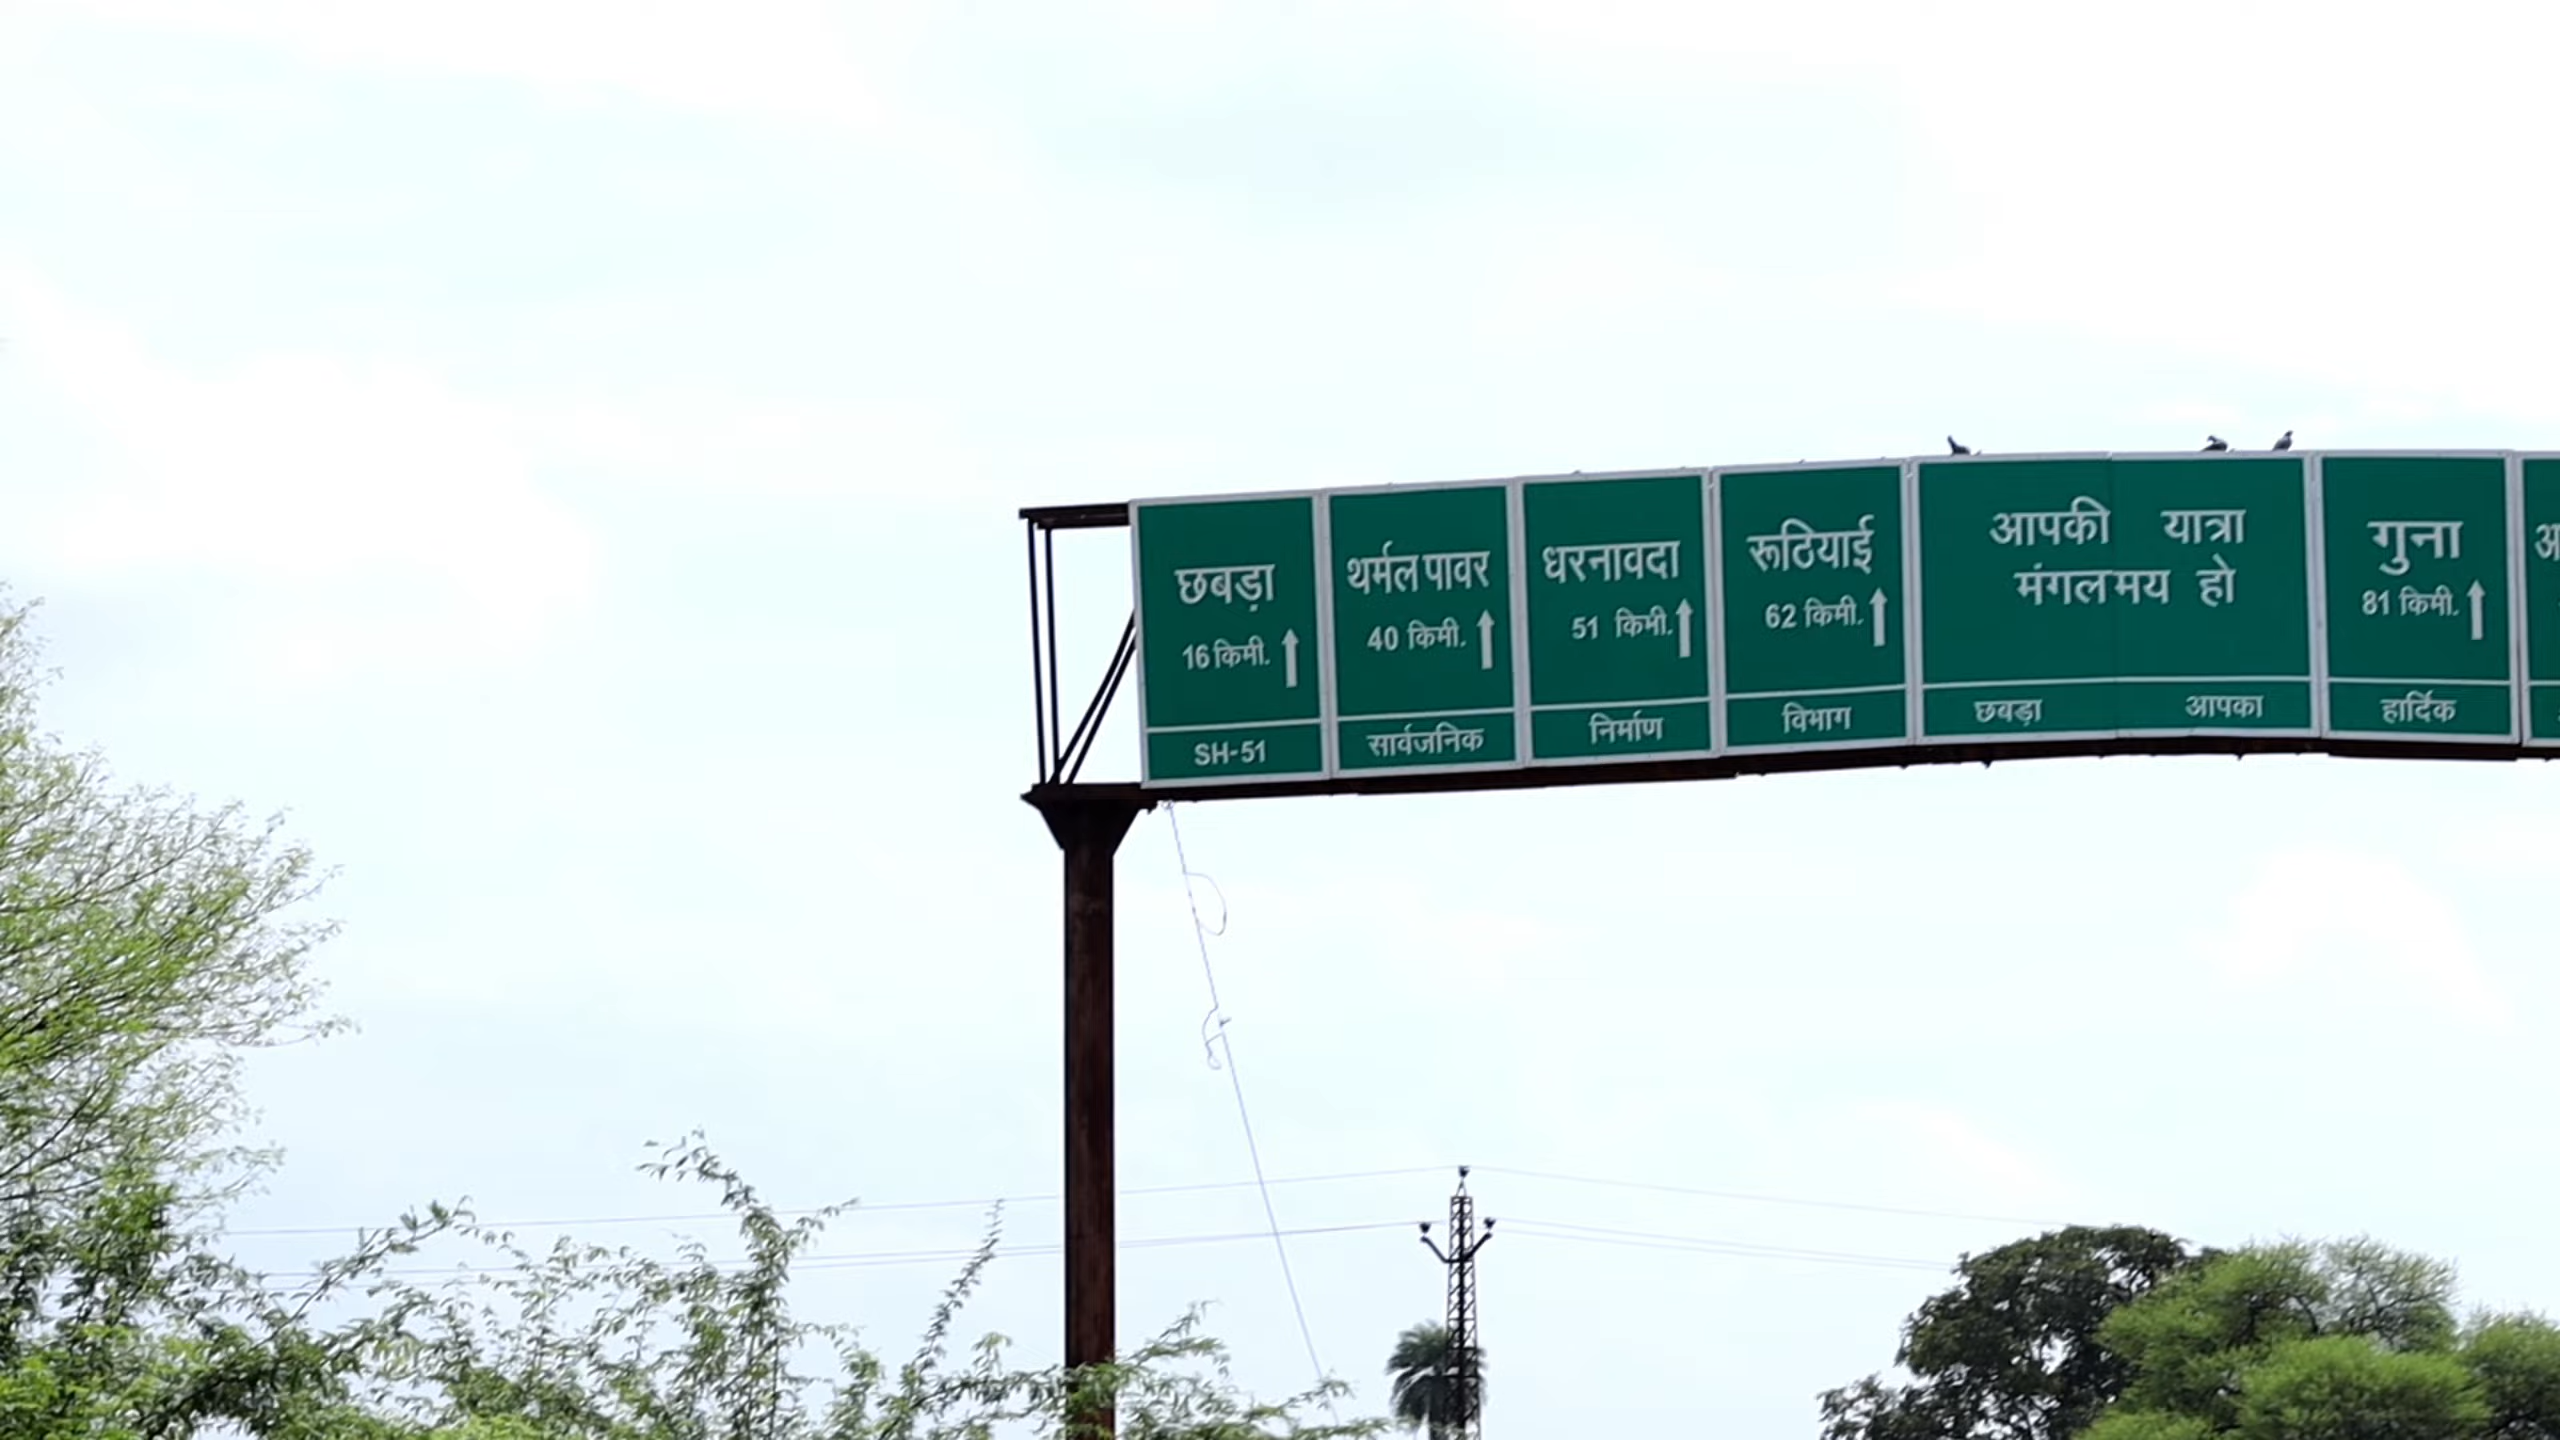 छबड़ा
16 किमी.
SH-51
थर्मल पावर
40 किमी.
सार्वजनिक
धरनावदा
51 किमी.
निर्माण
रूठियाई
62 किमी.
विभाग
आपकी यात्रा
मंगलमय हो
छबड़ा आपका
गुना
81 किमी.
हार्दिक